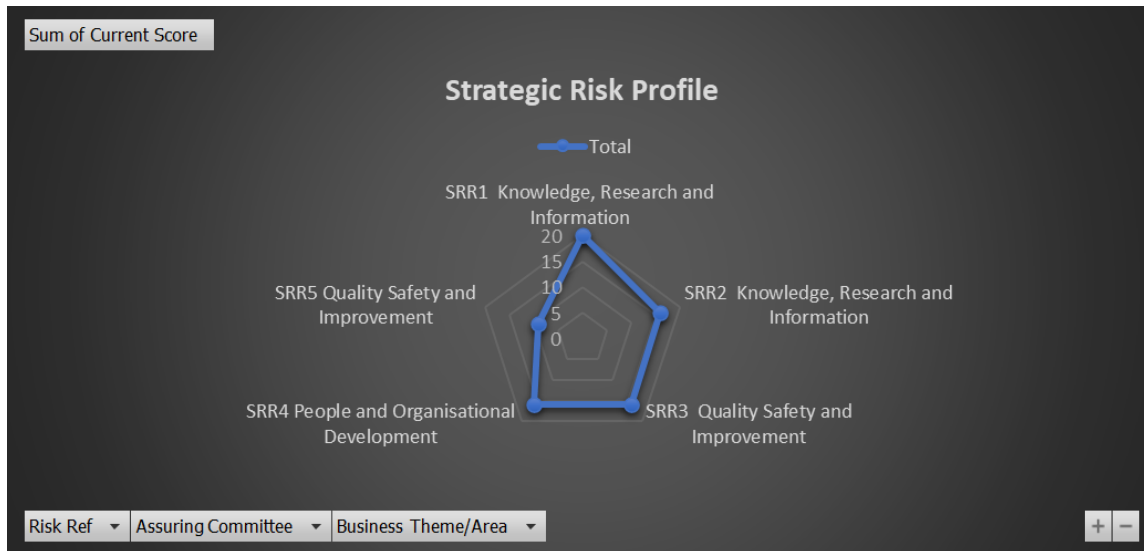 Sum of Current Score
Strategic Risk Profile
Total
SRR1 Knowledge, Research and
Information
20
15
10
5
0
SRR5 Quality Safety and
Improvement
SRR2 Knowledge, Research and
Information
SRR4 People and Organisational
Development
SRR3 Quality Safety and
Improvement
Risk Ref
Assuring Committee
Business Theme/Area
+
−